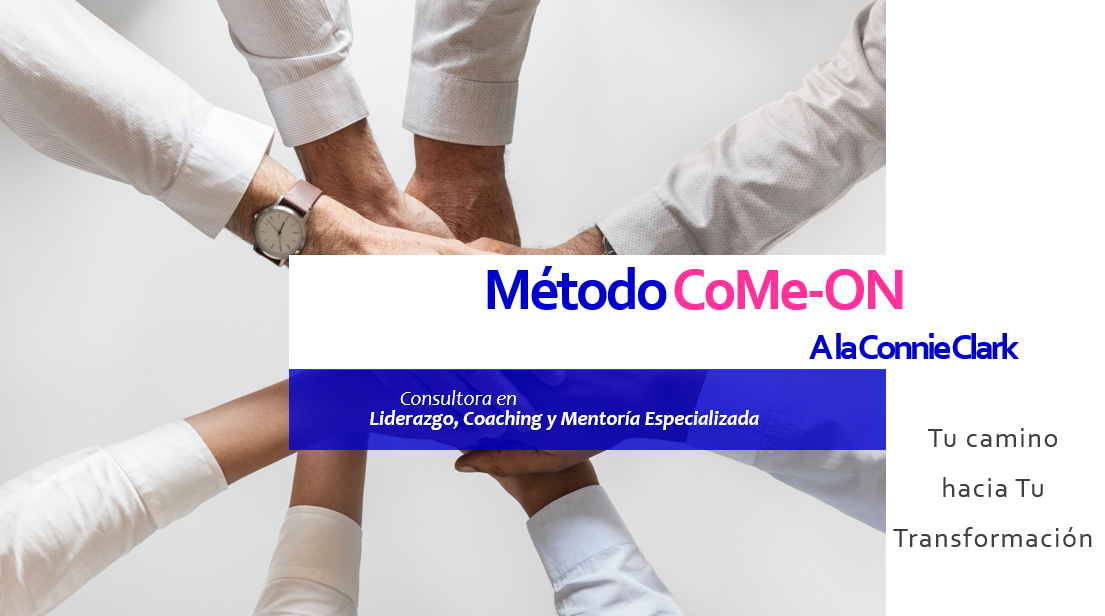 Método CoMe-ON
A la Connie Clark
Consultora en
Liderazgo, Coaching y Mentoría Especializada
Tu camino
hacia Tu
Transformación